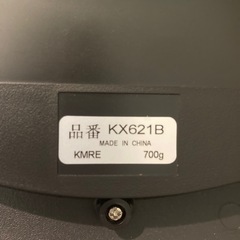 品番 KX621B
MADE IN CHINA
KMRE 700g